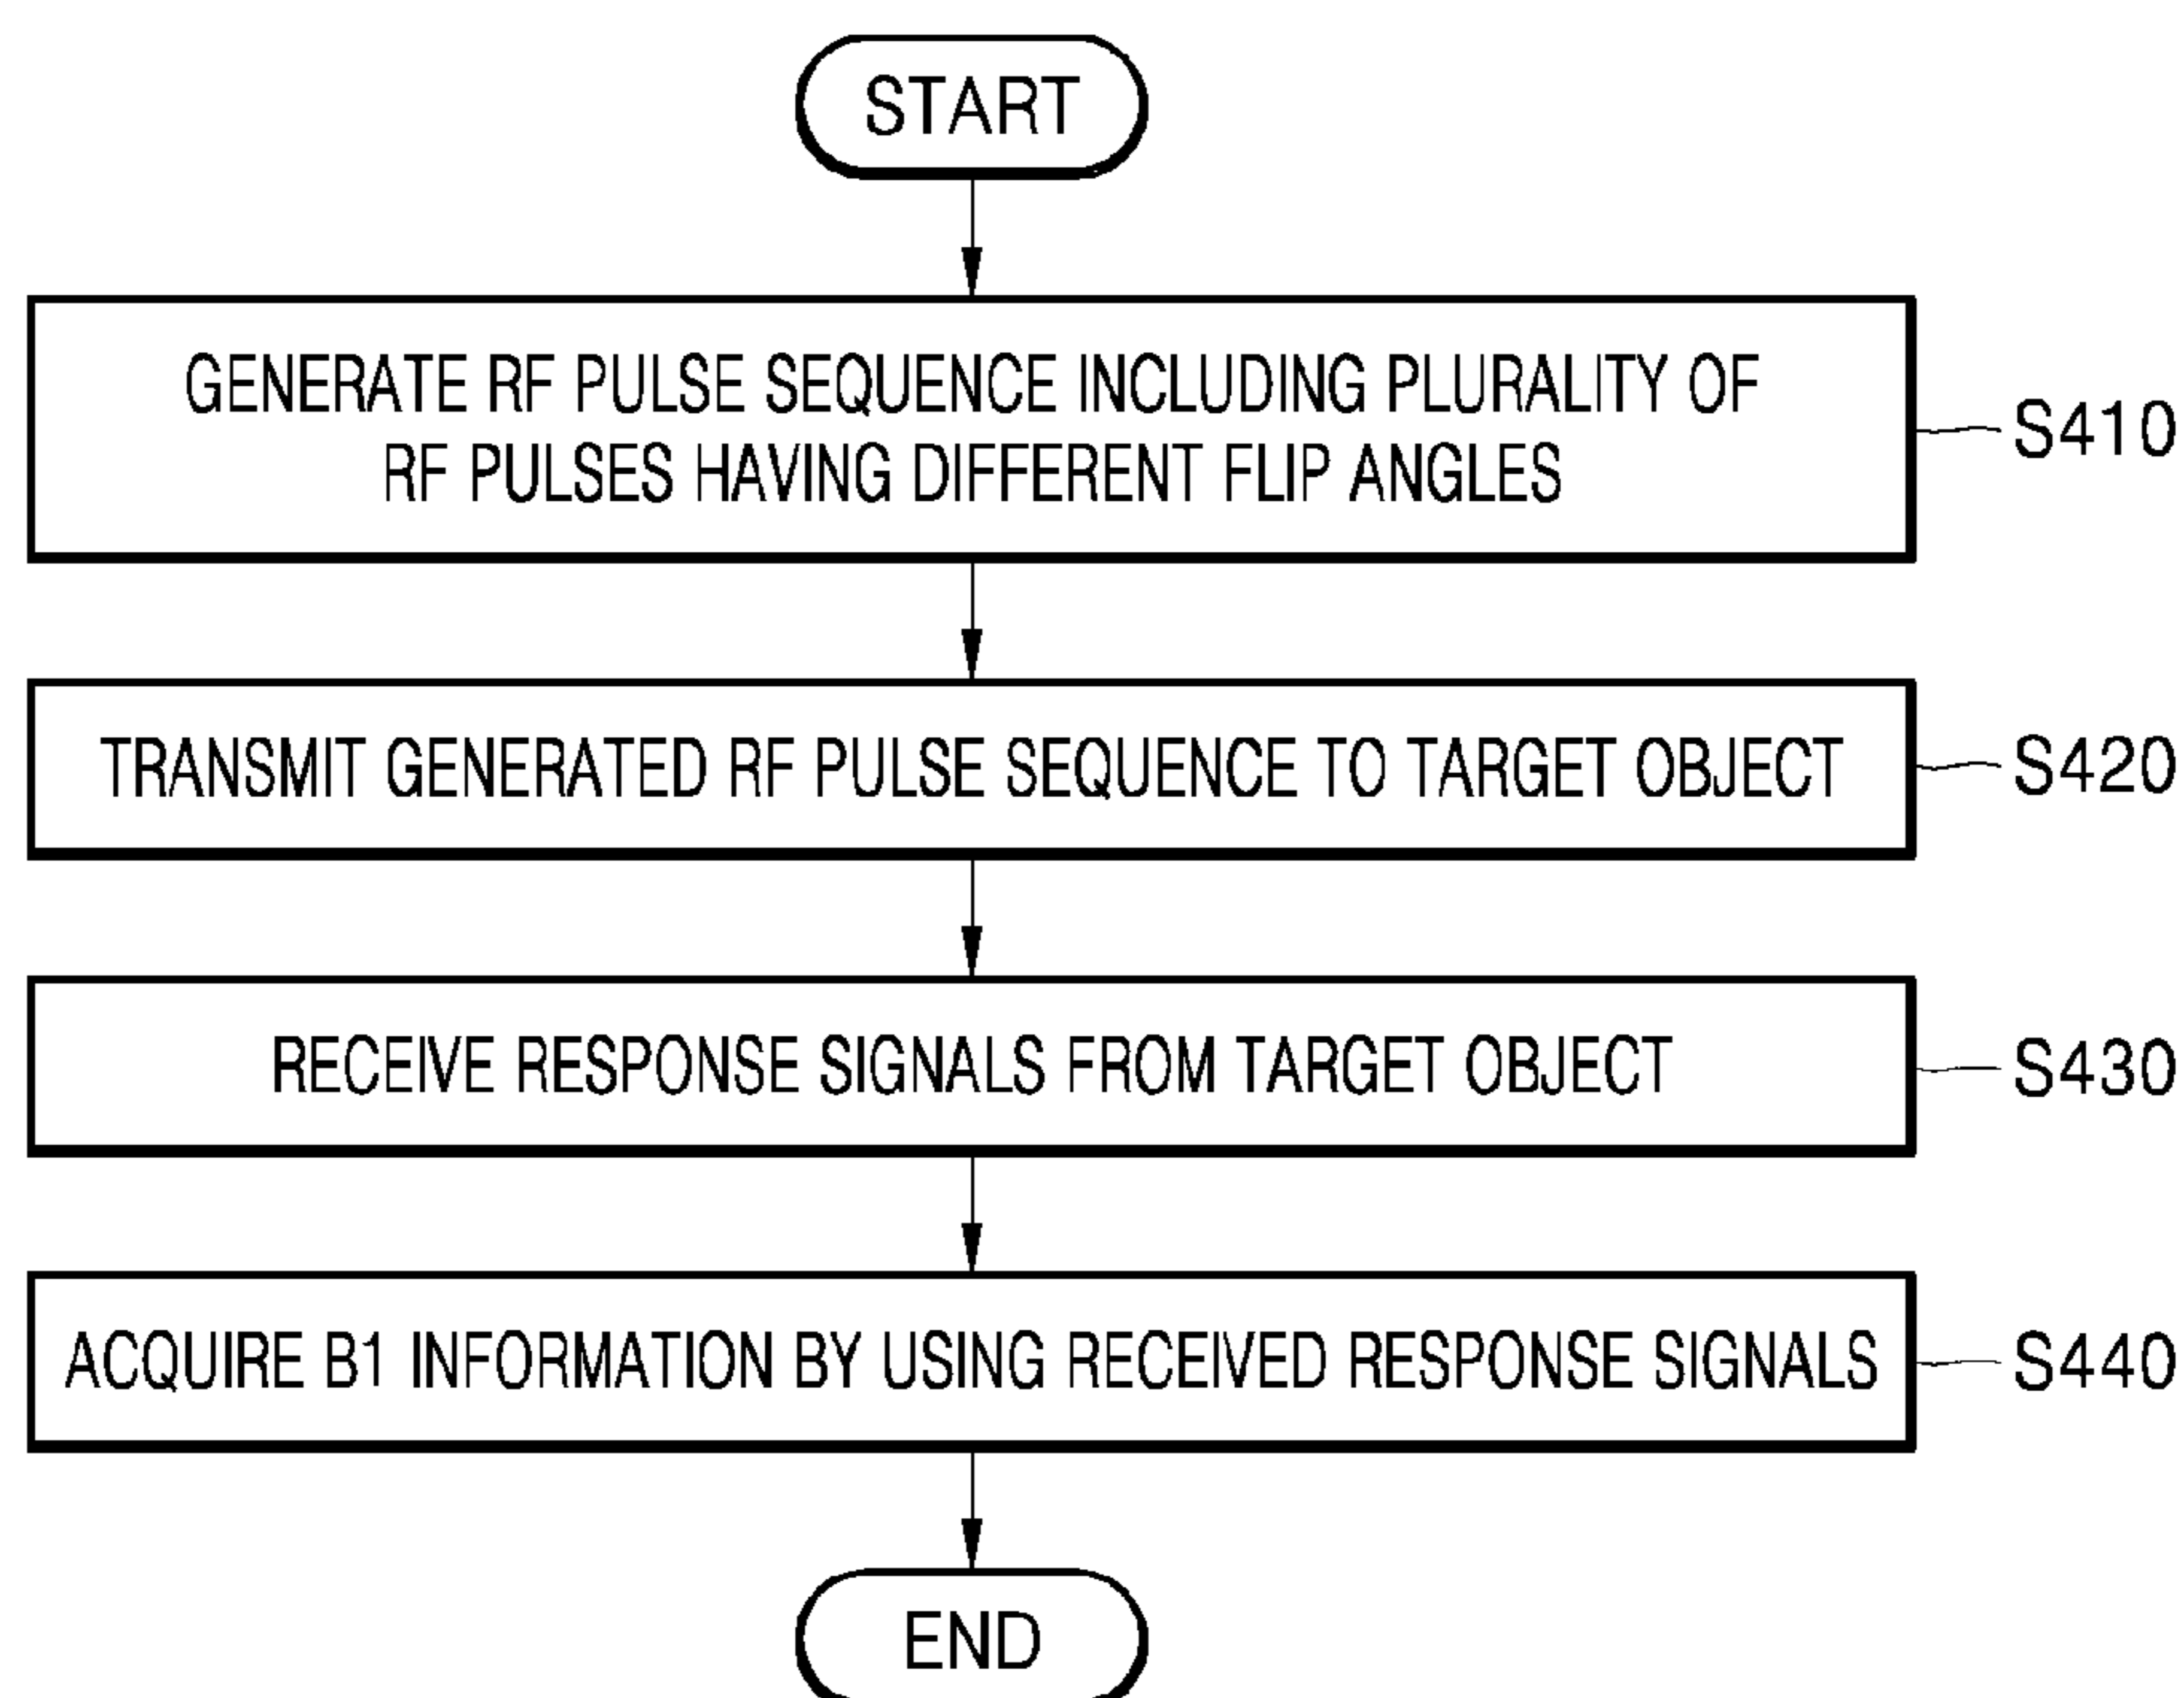 START
GENERATE RF PULSE SEQUENCE INCLUDING PLURALITY OF
RF PULSES HAVING DIFFERENT FLIP ANGLES
S410
TRANSMIT GENERATED RF PULSE SEQUENCE TO TARGET OBJECT
S420
RECEIVE RESPONSE SIGNALS FROM TARGET OBJECT
S430
ACQUIRE B1 INFORMATION BY USING RECEIVED RESPONSE SIGNALS
S440
END